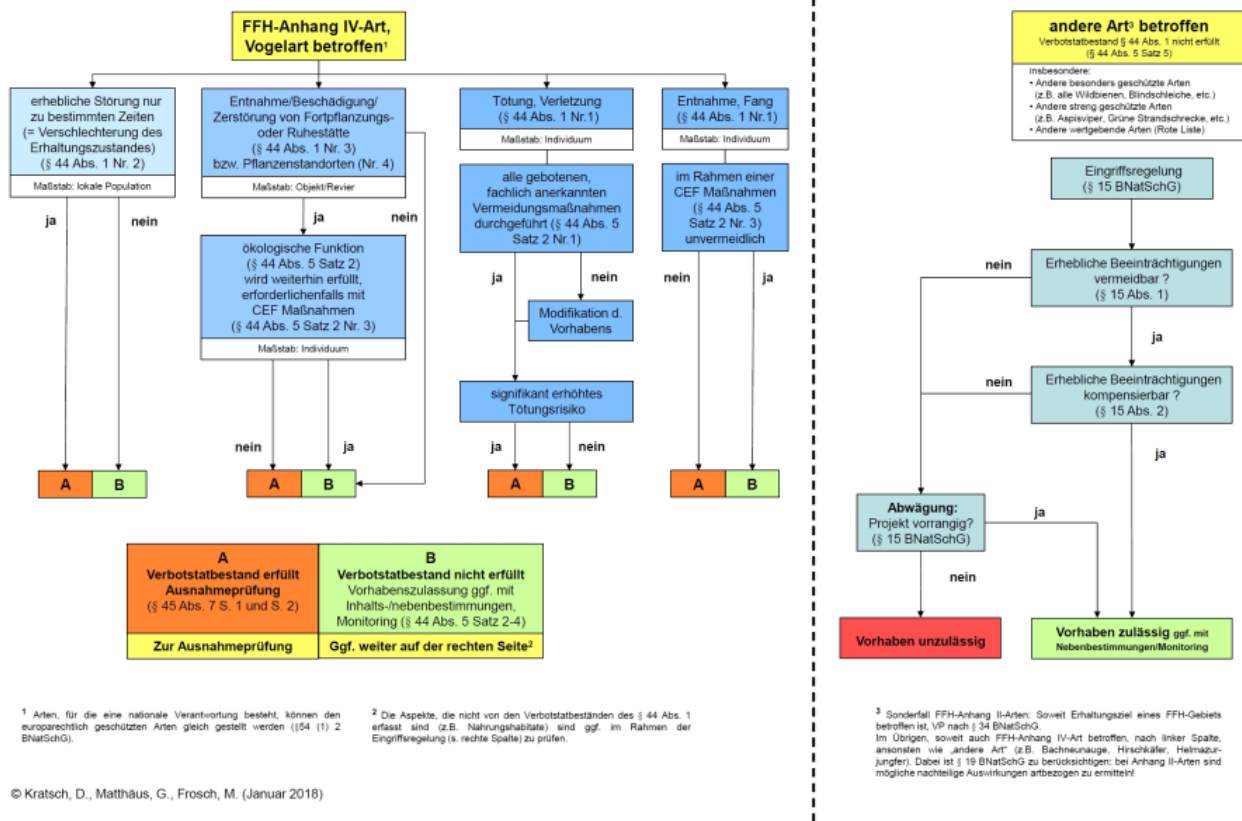 FFH-Anhang IV-Art,
Vogelart betroffen¹
erhebliche Störung nur
zu bestimmten Zeiten
(= Verschlechterung des
Erhaltungszustandes)
(§ 44 Abs. 1 Nr. 2)
Maßstab: lokale Population
ja
nein
Entnahme/Beschädigung/
Zerstörung von Fortpflanzungs-
oder Ruhestätte
(§ 44 Abs. 1 Nr. 3)
bzw. Pflanzenstandorten (Nr. 4)
Maßstab: Objekt/Revier
ja
nein
ökologische Funktion
(§ 44 Abs. 5 Satz 2)
wird weiterhin erfüllt,
erforderlichenfalls mit
CEF Maßnahmen
(§ 44 Abs. 5 Satz 2 Nr. 3)
Maßstab: Individuum
nein
ja
Tötung, Verletzung
(§ 44 Abs. 1 Nr.1)
Maßstab: Individuum
alle gebotenen,
fachlich anerkannten
Vermeidungsmaßnahmen
durchgeführt (§ 44 Abs. 5
Satz 2 Nr.1)
ja
nein
Modifikation d.
Vorhabens
signifikant erhöhtes
Tötungsrisiko
ja
nein
Entnahme, Fang
(§ 44 Abs. 1 Nr.1)
Maßstab: Individuum
im Rahmen einer
CEF Maßnahmen
(§ 44 Abs. 5
Satz 2 Nr. 3)
unvermeidlich
nein
ja
A B
A B
A B
A B
A
Verbotstatbestand erfüllt
Ausnahmeprüfung
(§ 45 Abs. 7 S. 1 und S. 2)
Zur Ausnahmeprüfung
B
Verbotstatbestand nicht erfüllt
Vorhabenszulassung ggf. mit
Inhalts-/nebenbestimmungen,
Monitoring (§ 44 Abs. 5 Satz 2-4)
Ggf. weiter auf der rechten Seite²
¹ Arten, für die eine nationale Verantwortung besteht, können den
europarechtlich geschützten Arten gleich gestellt werden (§54 (1) 2
BNatSchG).
² Die Aspekte, die nicht von den Verbotstatbeständen des § 44 Abs. 1
erfasst sind (z.B. Nahrungshabitate) sind ggf. im Rahmen der
Eingriffsregelung (s. rechte Spalte) zu prüfen.
© Kratsch, D., Matthäus, G., Frosch, M. (Januar 2018)
andere Art³ betroffen
Verbotstatbestand § 44 Abs. 1 nicht erfüllt
(§ 44 Abs. 5 Satz 5)
Insbesondere:
• Andere besonders geschützte Arten
(z.B. alle Wildbienen, Blindschleiche, etc.)
• Andere streng geschützte Arten
(z.B. Aspisviper, Grüne Strandschrecke, etc.)
• Andere wertgebende Arten (Rote Liste)
Eingriffsregelung
(§ 15 BNatSchG)
nein
Erhebliche Beeinträchtigungen
vermeidbar ?
(§ 15 Abs. 1)
ja
nein
Erhebliche Beeinträchtigungen
kompensierbar ?
(§ 15 Abs. 2)
ja
Abwägung:
Projekt vorrangig?
(§ 15 BNatSchG)
ja
nein
Vorhaben unzulässig
Vorhaben zulässig ggf. mit
Nebenbestimmungen/Monitoring
³ Sonderfall FFH-Anhang II-Arten: Soweit Erhaltungsziel eines FFH-Gebiets
betroffen ist, VP nach § 34 BNatSchG.
Im Übrigen, soweit auch FFH-Anhang IV-Art betroffen, nach linker Spalte,
ansonsten wie „andere Art“ (z.B. Bachneunauge, Hirschkäfer, Helmazur-
jungfer). Dabei ist § 19 BNatSchG zu berücksichtigen: bei Anhang II-Arten sind
mögliche nachteilige Auswirkungen artbezogen zu ermitteln!